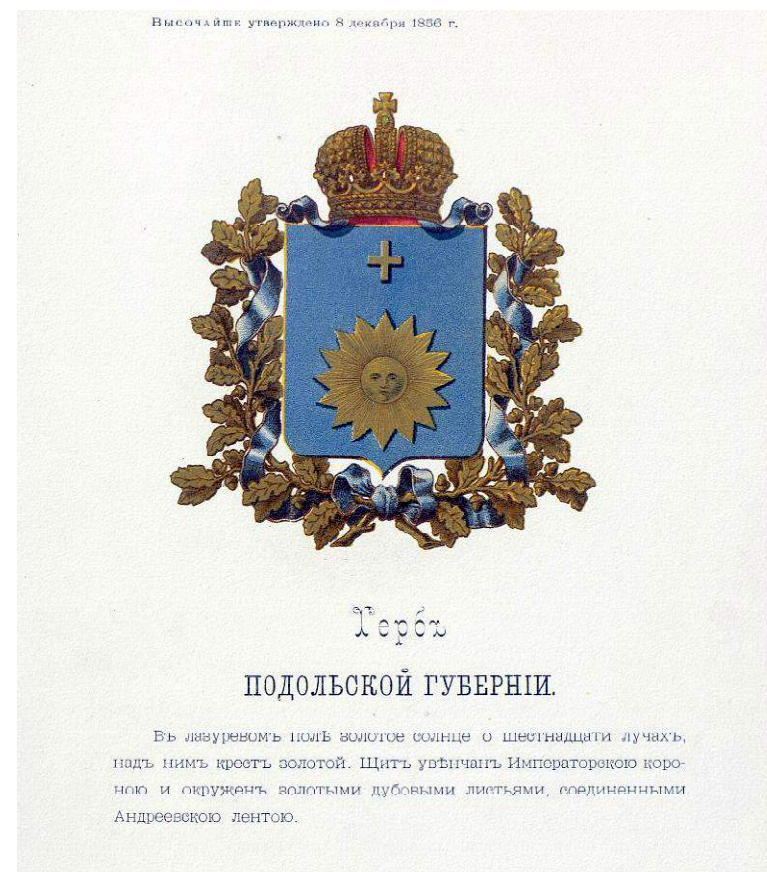 Высочайше утверждено 8 декабря 1856 г.
Гербъ
ПОДОЛЬСКОЙ ГУБЕРНІИ.
Въ лазуревомъ полѣ золотое солнце о шестнадцати лучахъ,
надъ нимъ крестъ золотой. Щитъ увѣнчанъ Императорскою коро-
ною и окруженъ золотыми дубовыми листьями, соединенными
Андреевскою лентою.